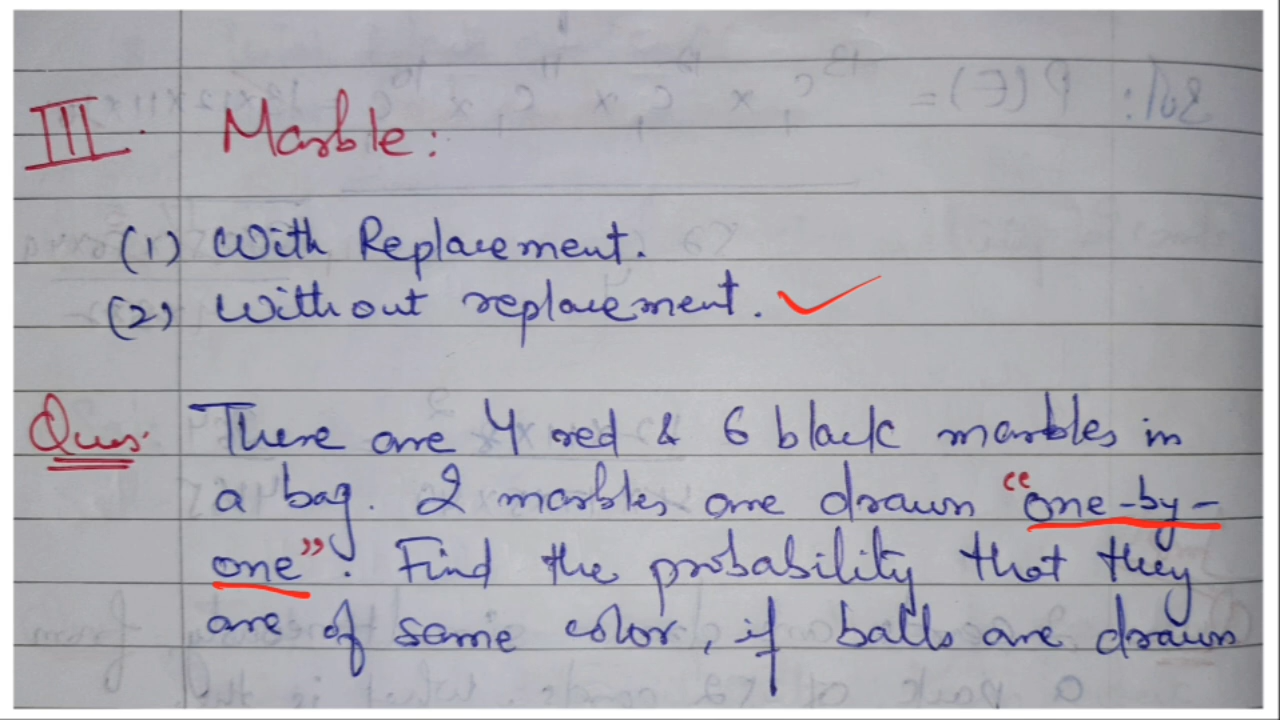 III. Marble:
(1) With Replacement.
(2) Without replacement.
Ques. There are 4 red & 6 black marbles in
a bag. 2 marbles are drawn "one-by-
one". Find the probability that they
are of same color, if balls are drawn